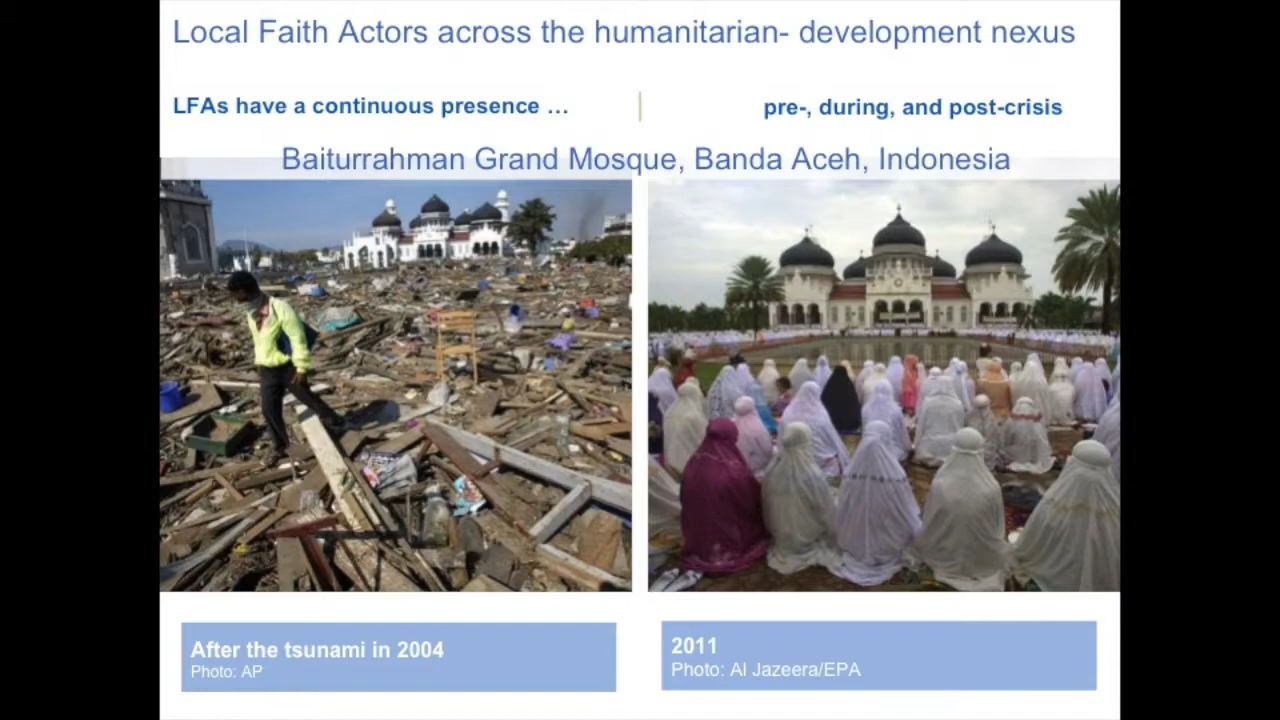 Local Faith Actors across the humanitarian- development nexus
LFAs have a continuous presence …
pre-, during, and post-crisis
Baiturrahman Grand Mosque, Banda Aceh, Indonesia
After the tsunami in 2004
Photo: AP
2011
Photo: Al Jazeera/EPA